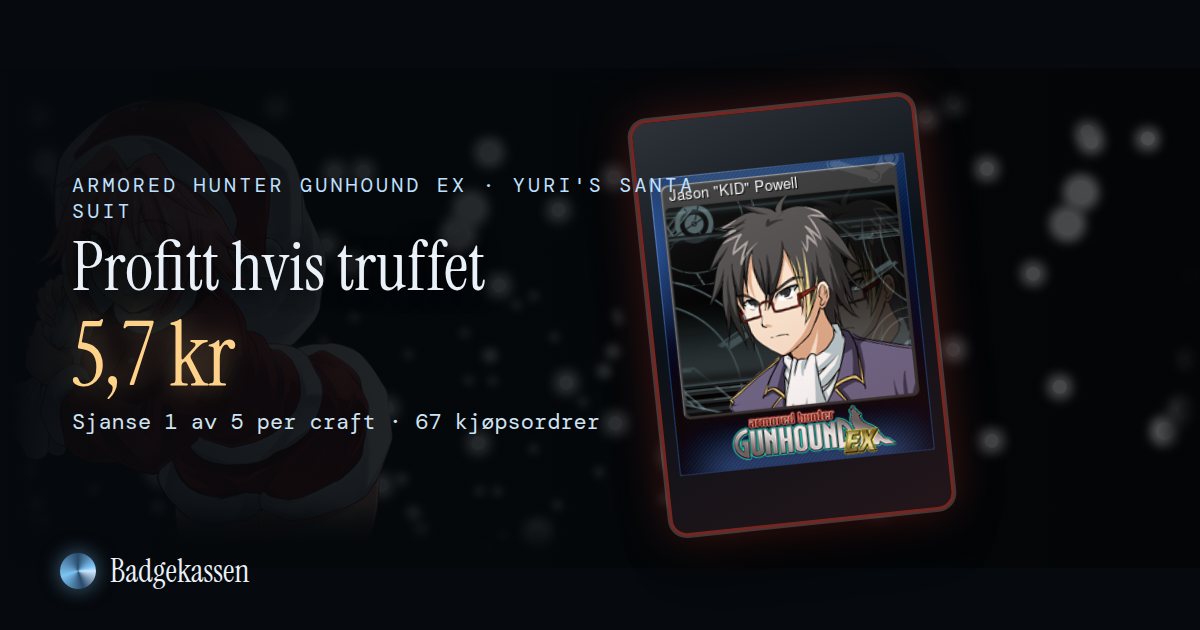 ARMORED HUNTER GUNHOUND EX · YURI'S SANTA
SUIT
Profitt hvis truffet
5,7 kr
Sjanse 1 av 5 per craft · 67 kjøpsordrer
Badgekassen
Jason "KID" Powell
armored hunter
GUNHOUND EX